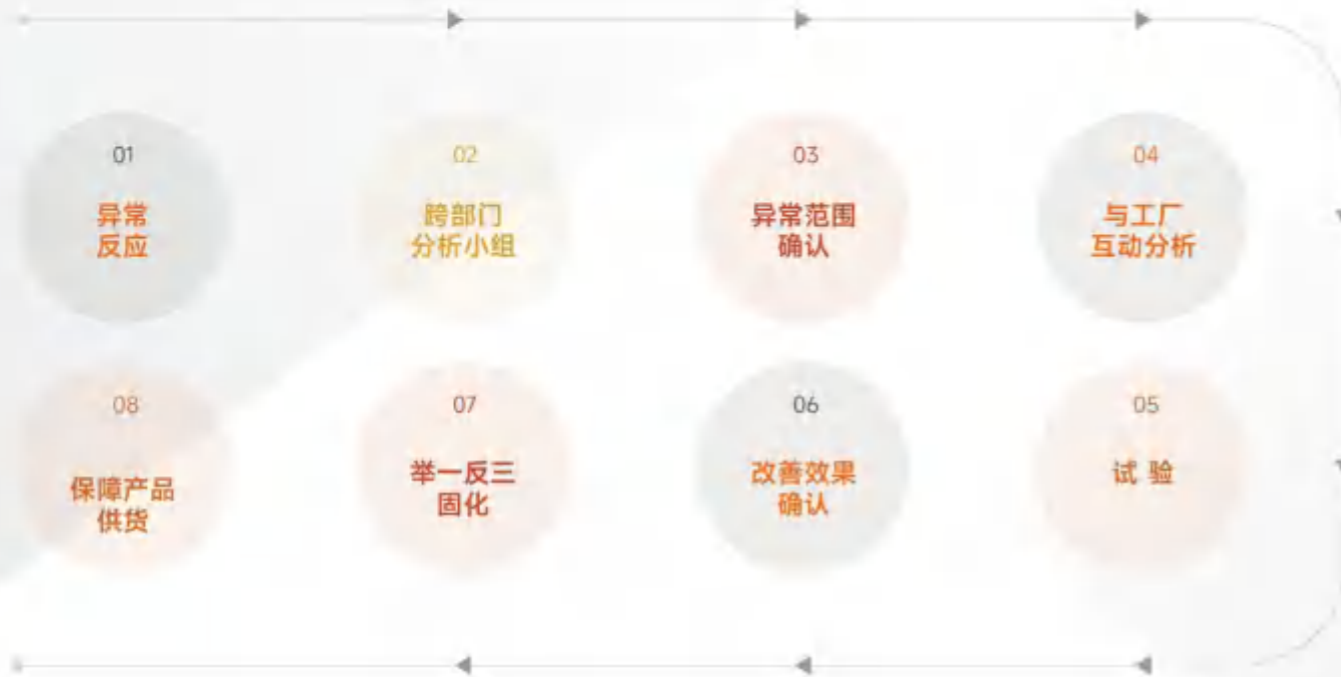 01
异常
反应
02
跨部门
分析小组
03
异常范围
确认
04
与工厂
互动分析
05
试 验
06
改善效果
确认
07
举一反三
固化
08
保障产品
供货